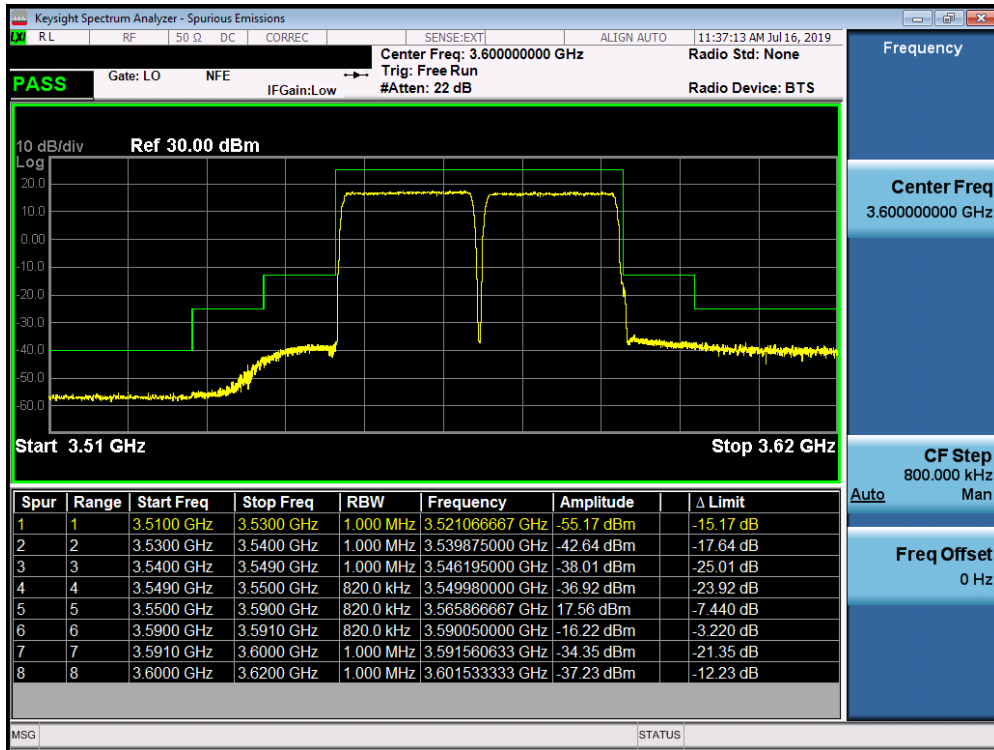 Keysight Spectrum Analyzer - Spurious Emissions
LXI RL RF 50 Ω DC CORREC SENSE:EXT ALIGN AUTO 11:37:13 AM Jul 16, 2019
Center Freq: 3.600000000 GHz Radio Std: None
PASS Gate: LO NFE Trig: Free Run
IFGain:Low #Atten: 22 dB Radio Device: BTS
Frequency
10 dB/div Ref 30.00 dBm
Log
20.0
10.0
0.00
-10.0
-20.0
-30.0
-40.0
-50.0
-60.0
Start 3.51 GHz Stop 3.62 GHz
Center Freq
3.600000000 GHz
CF Step
800.000 kHz
Auto Man
Freq Offset
0 Hz
Spur Range Start Freq Stop Freq RBW Frequency Amplitude Δ Limit
1 1 3.5100 GHz 3.5300 GHz 1.000 MHz 3.521066667 GHz -55.17 dBm -15.17 dB
2 2 3.5300 GHz 3.5400 GHz 1.000 MHz 3.539875000 GHz -42.64 dBm -17.64 dB
3 3 3.5400 GHz 3.5490 GHz 1.000 MHz 3.546195000 GHz -38.01 dBm -25.01 dB
4 4 3.5490 GHz 3.5500 GHz 820.0 kHz 3.549980000 GHz -36.92 dBm -23.92 dB
5 5 3.5500 GHz 3.5900 GHz 820.0 kHz 3.565866667 GHz 17.56 dBm -7.440 dB
6 6 3.5900 GHz 3.5910 GHz 820.0 kHz 3.590050000 GHz -16.22 dBm -3.220 dB
7 7 3.5910 GHz 3.6000 GHz 1.000 MHz 3.591560633 GHz -34.35 dBm -21.35 dB
8 8 3.6000 GHz 3.6200 GHz 1.000 MHz 3.601533333 GHz -37.23 dBm -12.23 dB
MSG STATUS